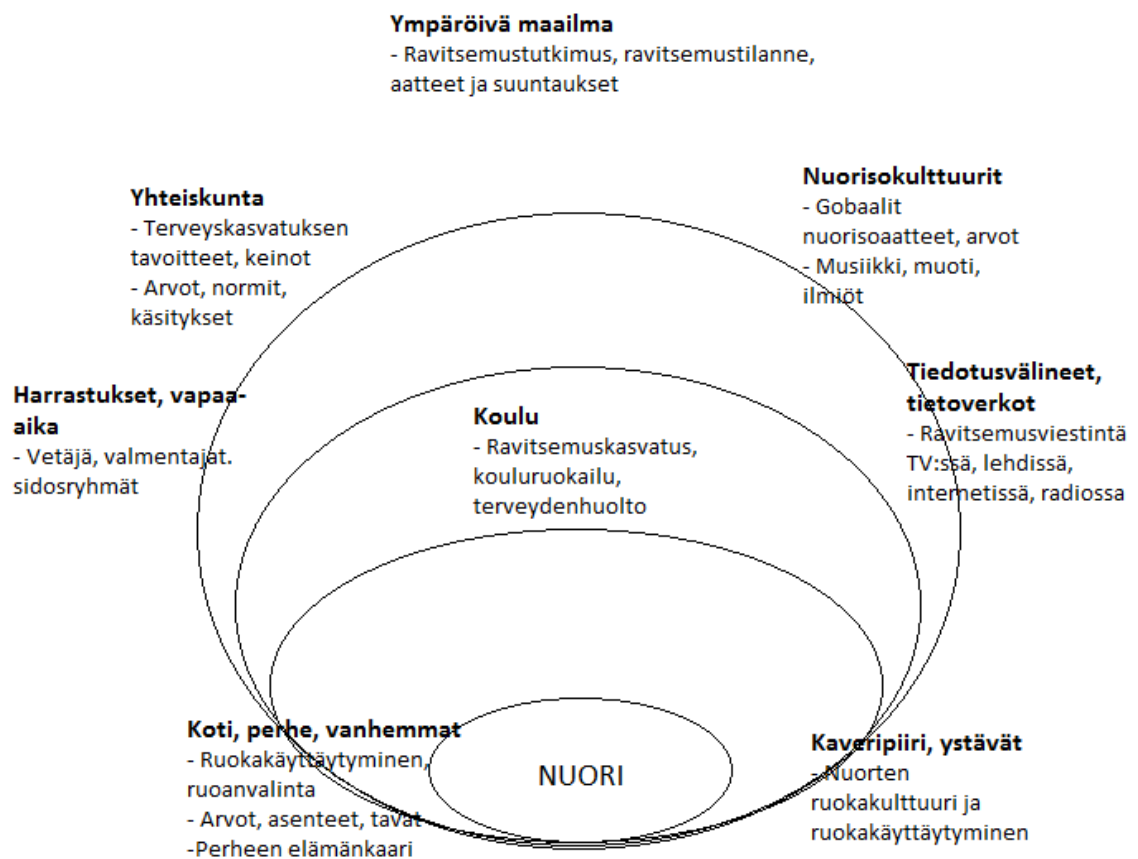 Ympäröivä maailma
- Ravitsemustutkimus, ravitsemustilanne,
aatteet ja suuntaukset
Yhteiskunta
- Terveyskasvatuksen
tavoitteet, keinot
- Arvot, normit,
käsitykset
Nuorisokulttuurit
- Gobaalit
nuorisoaatteet, arvot
- Musiikki, muoti,
ilmiöt
Harrastukset, vapaa-
aika
- Vetäjä, valmentajat.
sidosryhmät
Koulu
- Ravitsemuskasvatus,
kouluruokailu,
terveydenhuolto
Tiedotusvälineet,
tietoverkot
- Ravitsemusviestintä
TV:ssä, lehdissä,
internetissä, radiossa
Koti, perhe, vanhemmat
- Ruokakäyttäytyminen,
ruoanvalinta
- Arvot, asenteet, tavat
-Perheen elämänkaari
NUORI
Kaveripiiri, ystävät
- Nuorten
ruokakulttuuri ja
ruokakäyttäytyminen